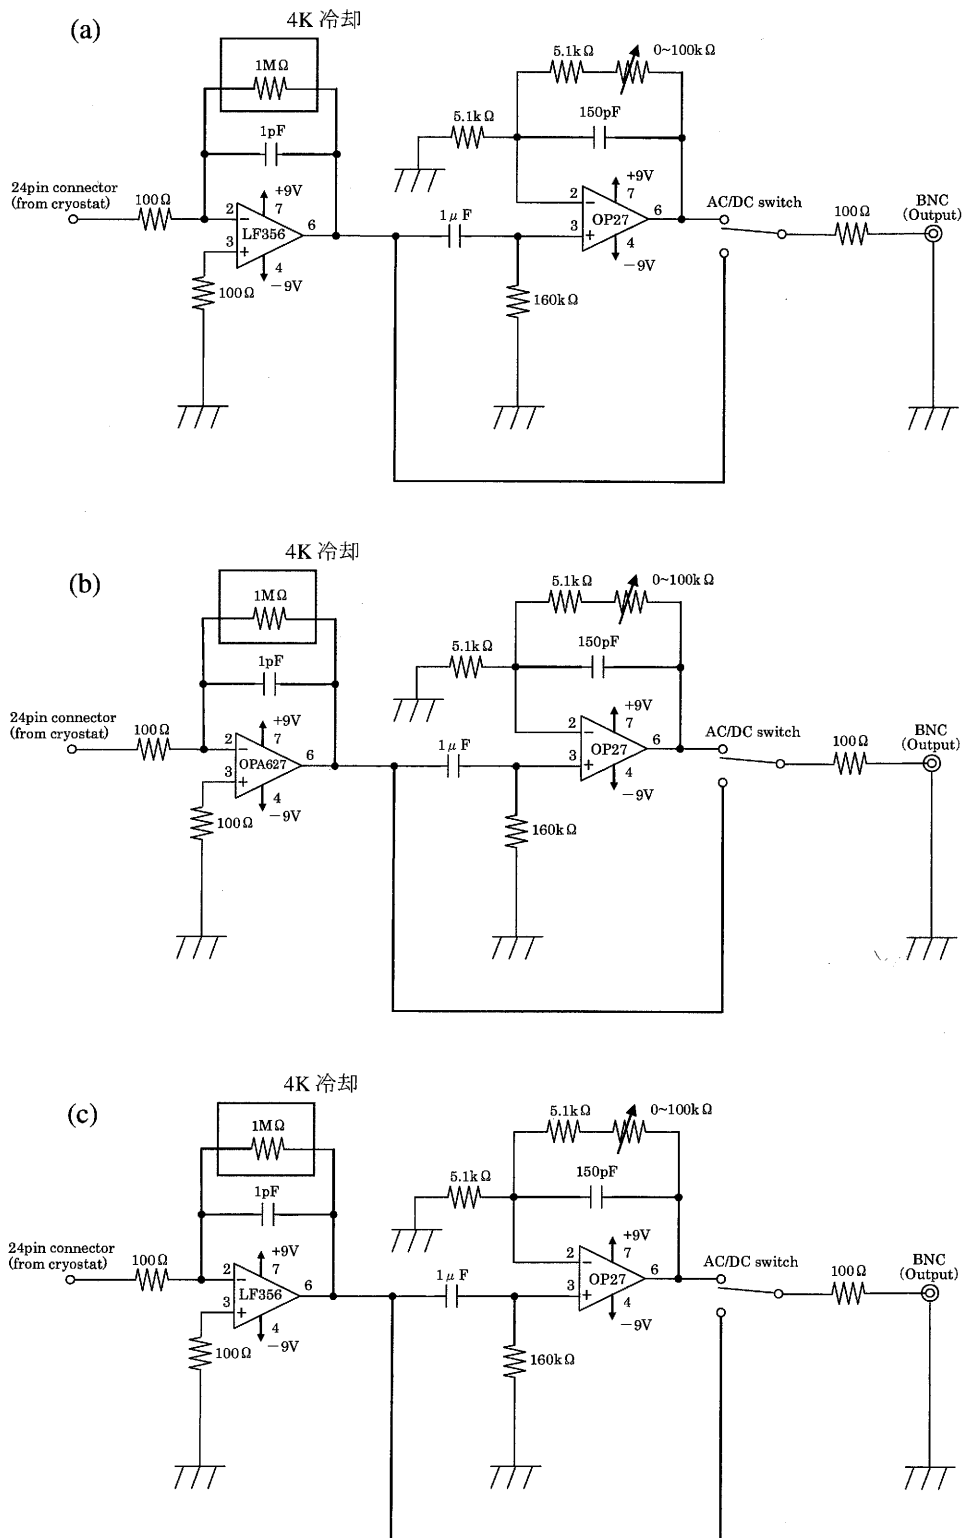 (a)
4K 冷却
1MΩ
1pF
5.1kΩ
0~100kΩ
5.1kΩ
150pF
24pin connector
(from cryostat)
100Ω
2
3
+9V
7
LF356
6
4
−9V
100Ω
1μF
160kΩ
2
3
+9V
7
OP27
6
4
−9V
AC/DC switch
100Ω
BNC
(Output)
(b)
4K 冷却
1MΩ
1pF
5.1kΩ
0~100kΩ
5.1kΩ
150pF
24pin connector
(from cryostat)
100Ω
2
3
+9V
7
OPA627
6
4
−9V
100Ω
1μF
160kΩ
2
3
+9V
7
OP27
6
4
−9V
AC/DC switch
100Ω
BNC
(Output)
(c)
4K 冷却
1MΩ
1pF
5.1kΩ
0~100kΩ
5.1kΩ
150pF
24pin connector
(from cryostat)
100Ω
2
3
+9V
7
LF356
6
4
−9V
100Ω
1μF
160kΩ
2
3
+9V
7
OP27
6
4
−9V
AC/DC switch
100Ω
BNC
(Output)